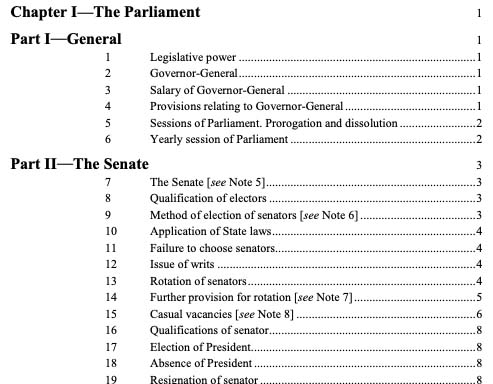 Chapter I—The Parliament 1
Part I—General 1
1 Legislative power ........................................................................1
2 Governor-General........................................................................1
3 Salary of Governor-General ........................................................1
4 Provisions relating to Governor-General.....................................1
5 Sessions of Parliament. Prorogation and dissolution ...................2
6 Yearly session of Parliament .......................................................2
Part II—The Senate 3
7 The Senate [see Note 5]...............................................................3
8 Qualification of electors ..............................................................3
9 Method of election of senators [see Note 6] ................................3
10 Application of State laws.............................................................4
11 Failure to choose senators............................................................4
12 Issue of writs ...............................................................................4
13 Rotation of senators.....................................................................4
14 Further provision for rotation [see Note 7]..................................5
15 Casual vacancies [see Note 8] .....................................................6
16 Qualifications of senator..............................................................8
17 Election of President....................................................................8
18 Absence of President ...................................................................8
19 Resignation of senator .................................................................8